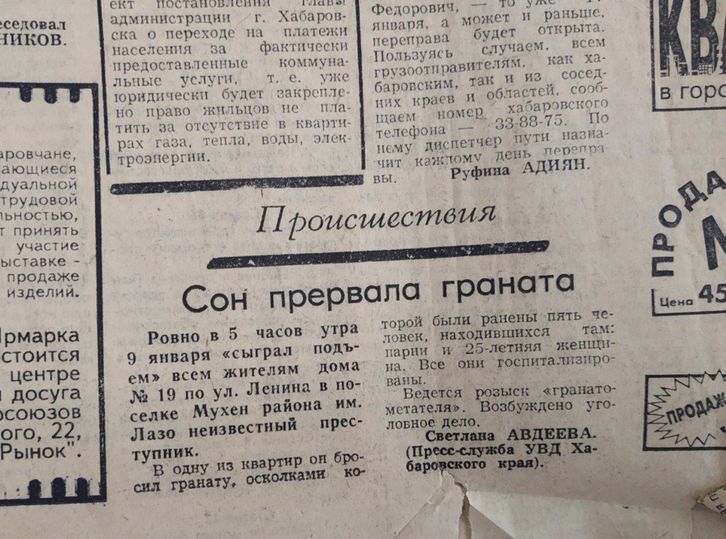 еседовал
НИКОВ.
аровчане,
ающиеся
дуальной
трудовой
льностью,
т принять
участие
ыставке -
продаже
изделий.
Ярмарка
стоится
центре
досуга
союзов
ого, 22,
Рынок".
ект постановления главы
администрации г. Хабаров-
ска о переходе на платежи
населения за фактически
предоставленные коммуна-
льные услуги, т. е. уже
юридически будет закрепле-
но право жильцов не пла-
тить за отсутствие в кварти-
рах газа, тепла, воды, элек-
троэнергии.
Федорович, — то уже
января, а может и раньше,
переправа будет открыта.
Пользуясь случаем, всем
грузоотправителям, как ха-
баровским, так и из сосед-
них краев и областей, сооб-
щаем номер хабаровского
телефона — 33-88-75. По
нему диспетчер пути назна-
чит каждому день перепра-
вы.
Руфина АДИЯН.
Происшествия
Сон прервала граната
Ровно в 5 часов утра
9 января «сыграл подъ-
ем» всем жителям дома
№ 19 по ул. Ленина в по-
селке Мухен района им.
Лазо неизвестный прес-
тупник.
В одну из квартир он бро-
сил гранату, осколками ко-
торой были ранены пять че-
ловек, находившихся там:
парни и 25-летняя женщи-
на. Все они госпитализиро-
ваны.
Ведется розыск «гранато-
метателя». Возбуждено уго-
ловное дело.
Светлана АВДЕЕВА.
(Пресс-служба УВД Ха-
баровского края).
КВА
в горо
ПРОДА
Цена 45
ПРОДАЖ